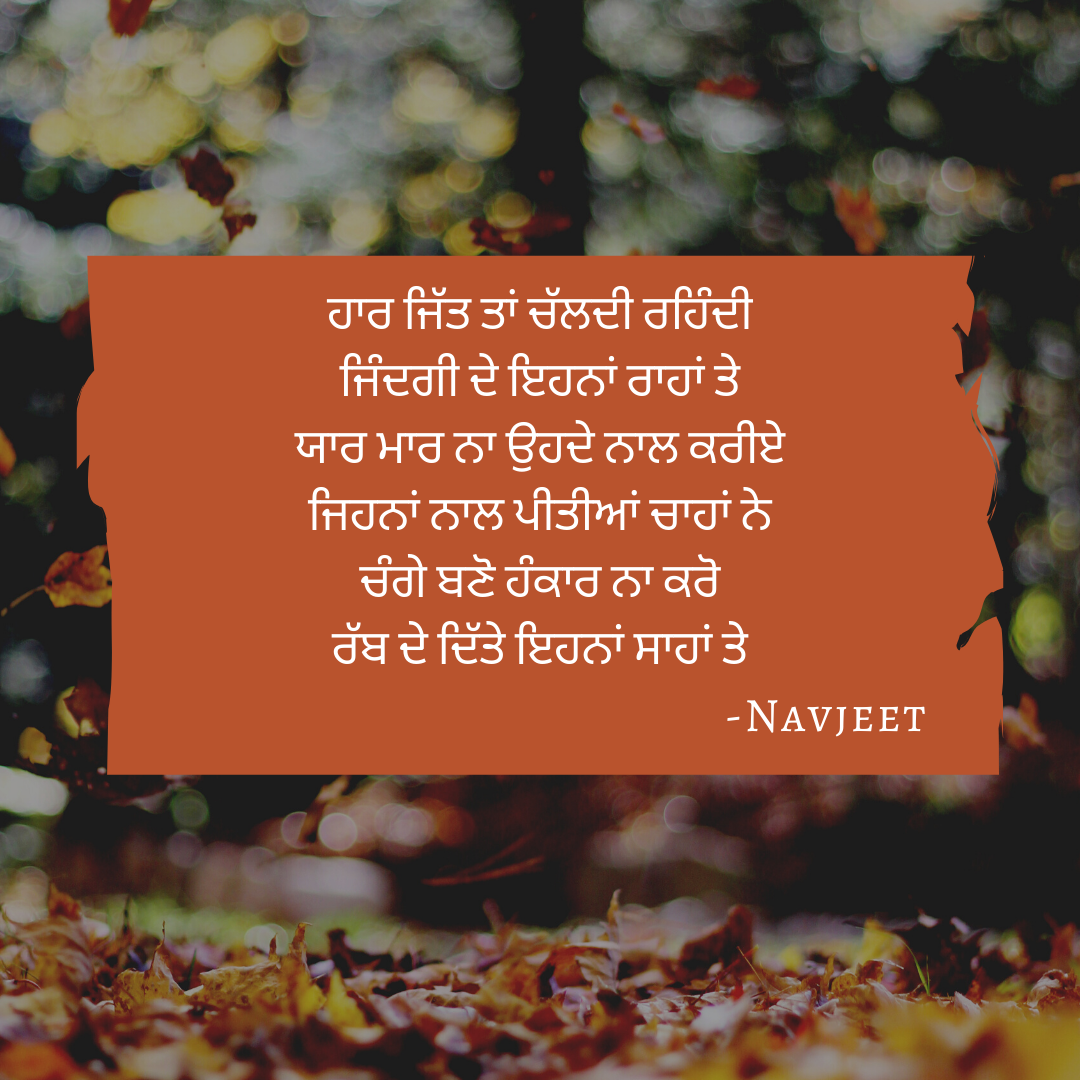 ਹਾਰ ਜਿੱਤ ਤਾਂ ਚੱਲਦੀ ਰਹਿੰਦੀ
ਜਿੰਦਗੀ ਦੇ ਇਹਨਾਂ ਰਾਹਾਂ ਤੇ
ਯਾਰ ਮਾਰ ਨਾ ਉਹਦੇ ਨਾਲ ਕਰੀਏ
ਜਿਹਨਾਂ ਨਾਲ ਪੀਤੀਆਂ ਚਾਹਾਂ ਨੇ
ਚੰਗੇ ਬਣੋ ਹੰਕਾਰ ਨਾ ਕਰੋ
ਰੱਬ ਦੇ ਦਿੱਤੇ ਇਹਨਾਂ ਸਾਹਾਂ ਤੇ
-Navjeet